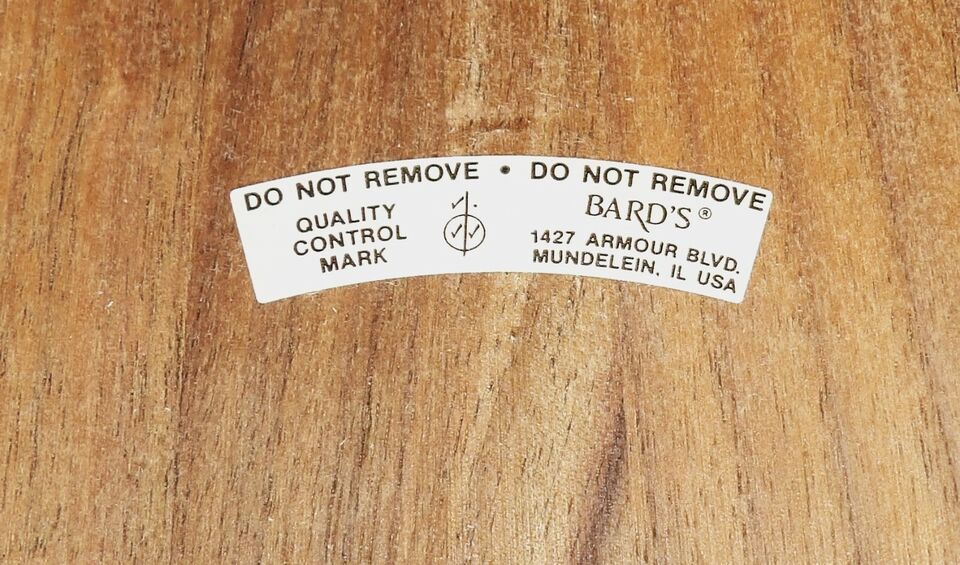 DO NOT REMOVE • DO NOT REMOVE
QUALITY
CONTROL
MARK
BARD'S®
1427 ARMOUR BLVD.
MUNDELEIN, IL USA